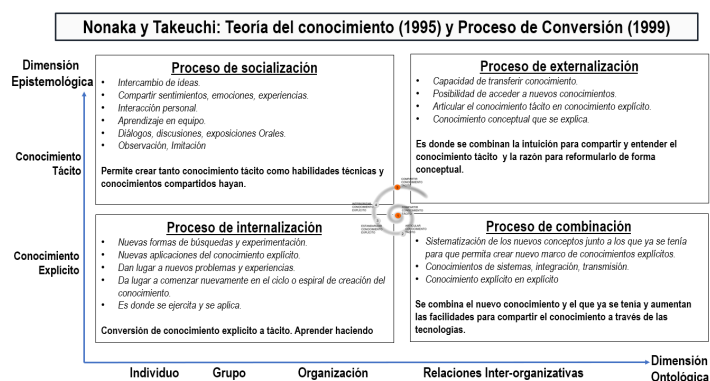 Nonaka y Takeuchi: Teoría del conocimiento (1995) y Proceso de Conversión (1999)
Dimensión
Epistemológica
Proceso de socialización
• Intercambio de ideas.
• Compartir sentimientos, emociones, experiencias.
• Interacción personal.
• Aprendizaje en equipo.
• Diálogos, discusiones, exposiciones Orales.
• Observación, Imitación
Permite crear tanto conocimiento tácito como habilidades técnicas y
conocimientos compartidos hayan.
Proceso de externalización
• Capacidad de transferir conocimiento.
• Posibilidad de acceder a nuevos conocimientos.
• Articular el conocimiento tácito en conocimiento explícito.
• Conocimiento conceptual que se explica.
Es donde se combinan la intuición para compartir y entender el
conocimiento tácito y la razón para reformularlo de forma
conceptual.
Conocimiento
Tácito
Conocimiento
Explicito
Proceso de internalización
• Nuevas formas de búsquedas y experimentación.
• Nuevas aplicaciones del conocimiento explícito.
• Dan lugar a nuevos problemas y experiencias.
• Da lugar a comenzar nuevamente en el ciclo o espiral de creación del
conocimiento.
• Es donde se ejercita y se aplica.
Conversión de conocimiento explicito a tácito. Aprender haciendo
Proceso de combinación
• Sistematización de los nuevos conceptos junto a los que ya se tenía
para que permita crear nuevo marco de conocimientos explícitos.
• Conocimientos de sistemas, integración, transmisión.
• Conocimiento explícito en explícito
Se combina el nuevo conocimiento y el que ya se tenia y aumentan
las facilidades para compartir el conocimiento a través de las
tecnologías.
Individuo Grupo Organización Relaciones Inter-organizativas
Dimensión
Ontológica